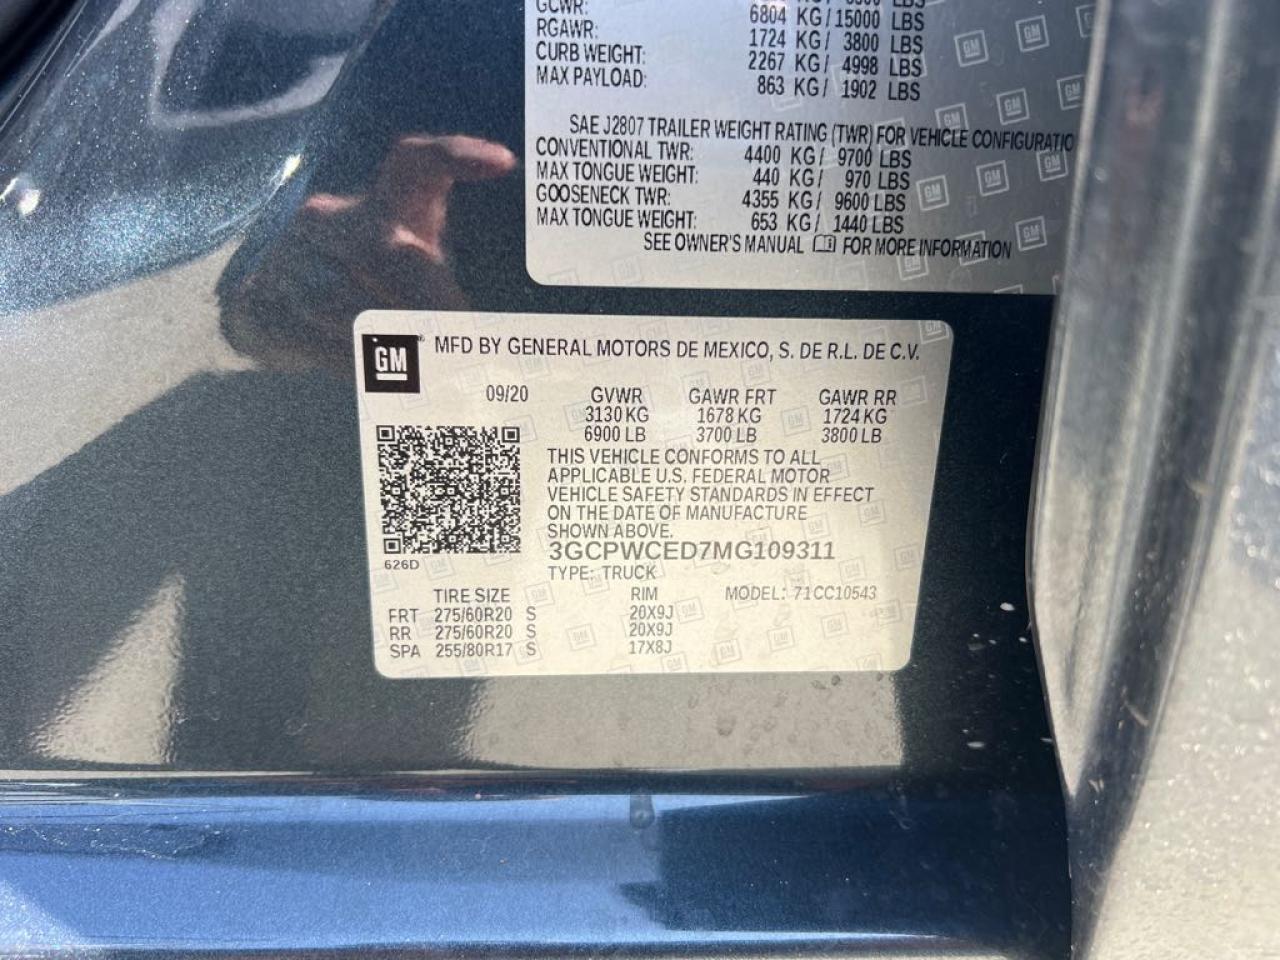 GCWR: 6804 KG/15000 LBS
RGAWR: 1724 KG/ 3800 LBS
CURB WEIGHT: 2267 KG/ 4998 LBS
MAX PAYLOAD: 863 KG/ 1902 LBS
SAE J2807 TRAILER WEIGHT RATING (TWR) FOR VEHICLE CONFIGURATIO
CONVENTIONAL TWR: 4400 KG/ 9700 LBS
MAX TONGUE WEIGHT: 440 KG/ 970 LBS
GOOSENECK TWR: 4355 KG/ 9600 LBS
MAX TONGUE WEIGHT: 653 KG/ 1440 LBS
SEE OWNER'S MANUAL FOR MORE INFORMATION
GM ® MFD BY GENERAL MOTORS DE MEXICO, S. DE R.L. DE C.V.
09/20 GVWR GAWR FRT GAWR RR
3130 KG 1678 KG 1724 KG
6900 LB 3700 LB 3800 LB
THIS VEHICLE CONFORMS TO ALL
APPLICABLE U.S. FEDERAL MOTOR
VEHICLE SAFETY STANDARDS IN EFFECT
ON THE DATE OF MANUFACTURE
SHOWN ABOVE.
3GCPWCED7MG109311
626D
TYPE: TRUCK
TIRE SIZE RIM MODEL: 71CC10543
FRT 275/60R20 S 20X9J
RR 275/60R20 S 20X9J
SPA 255/80R17 S 17X8J